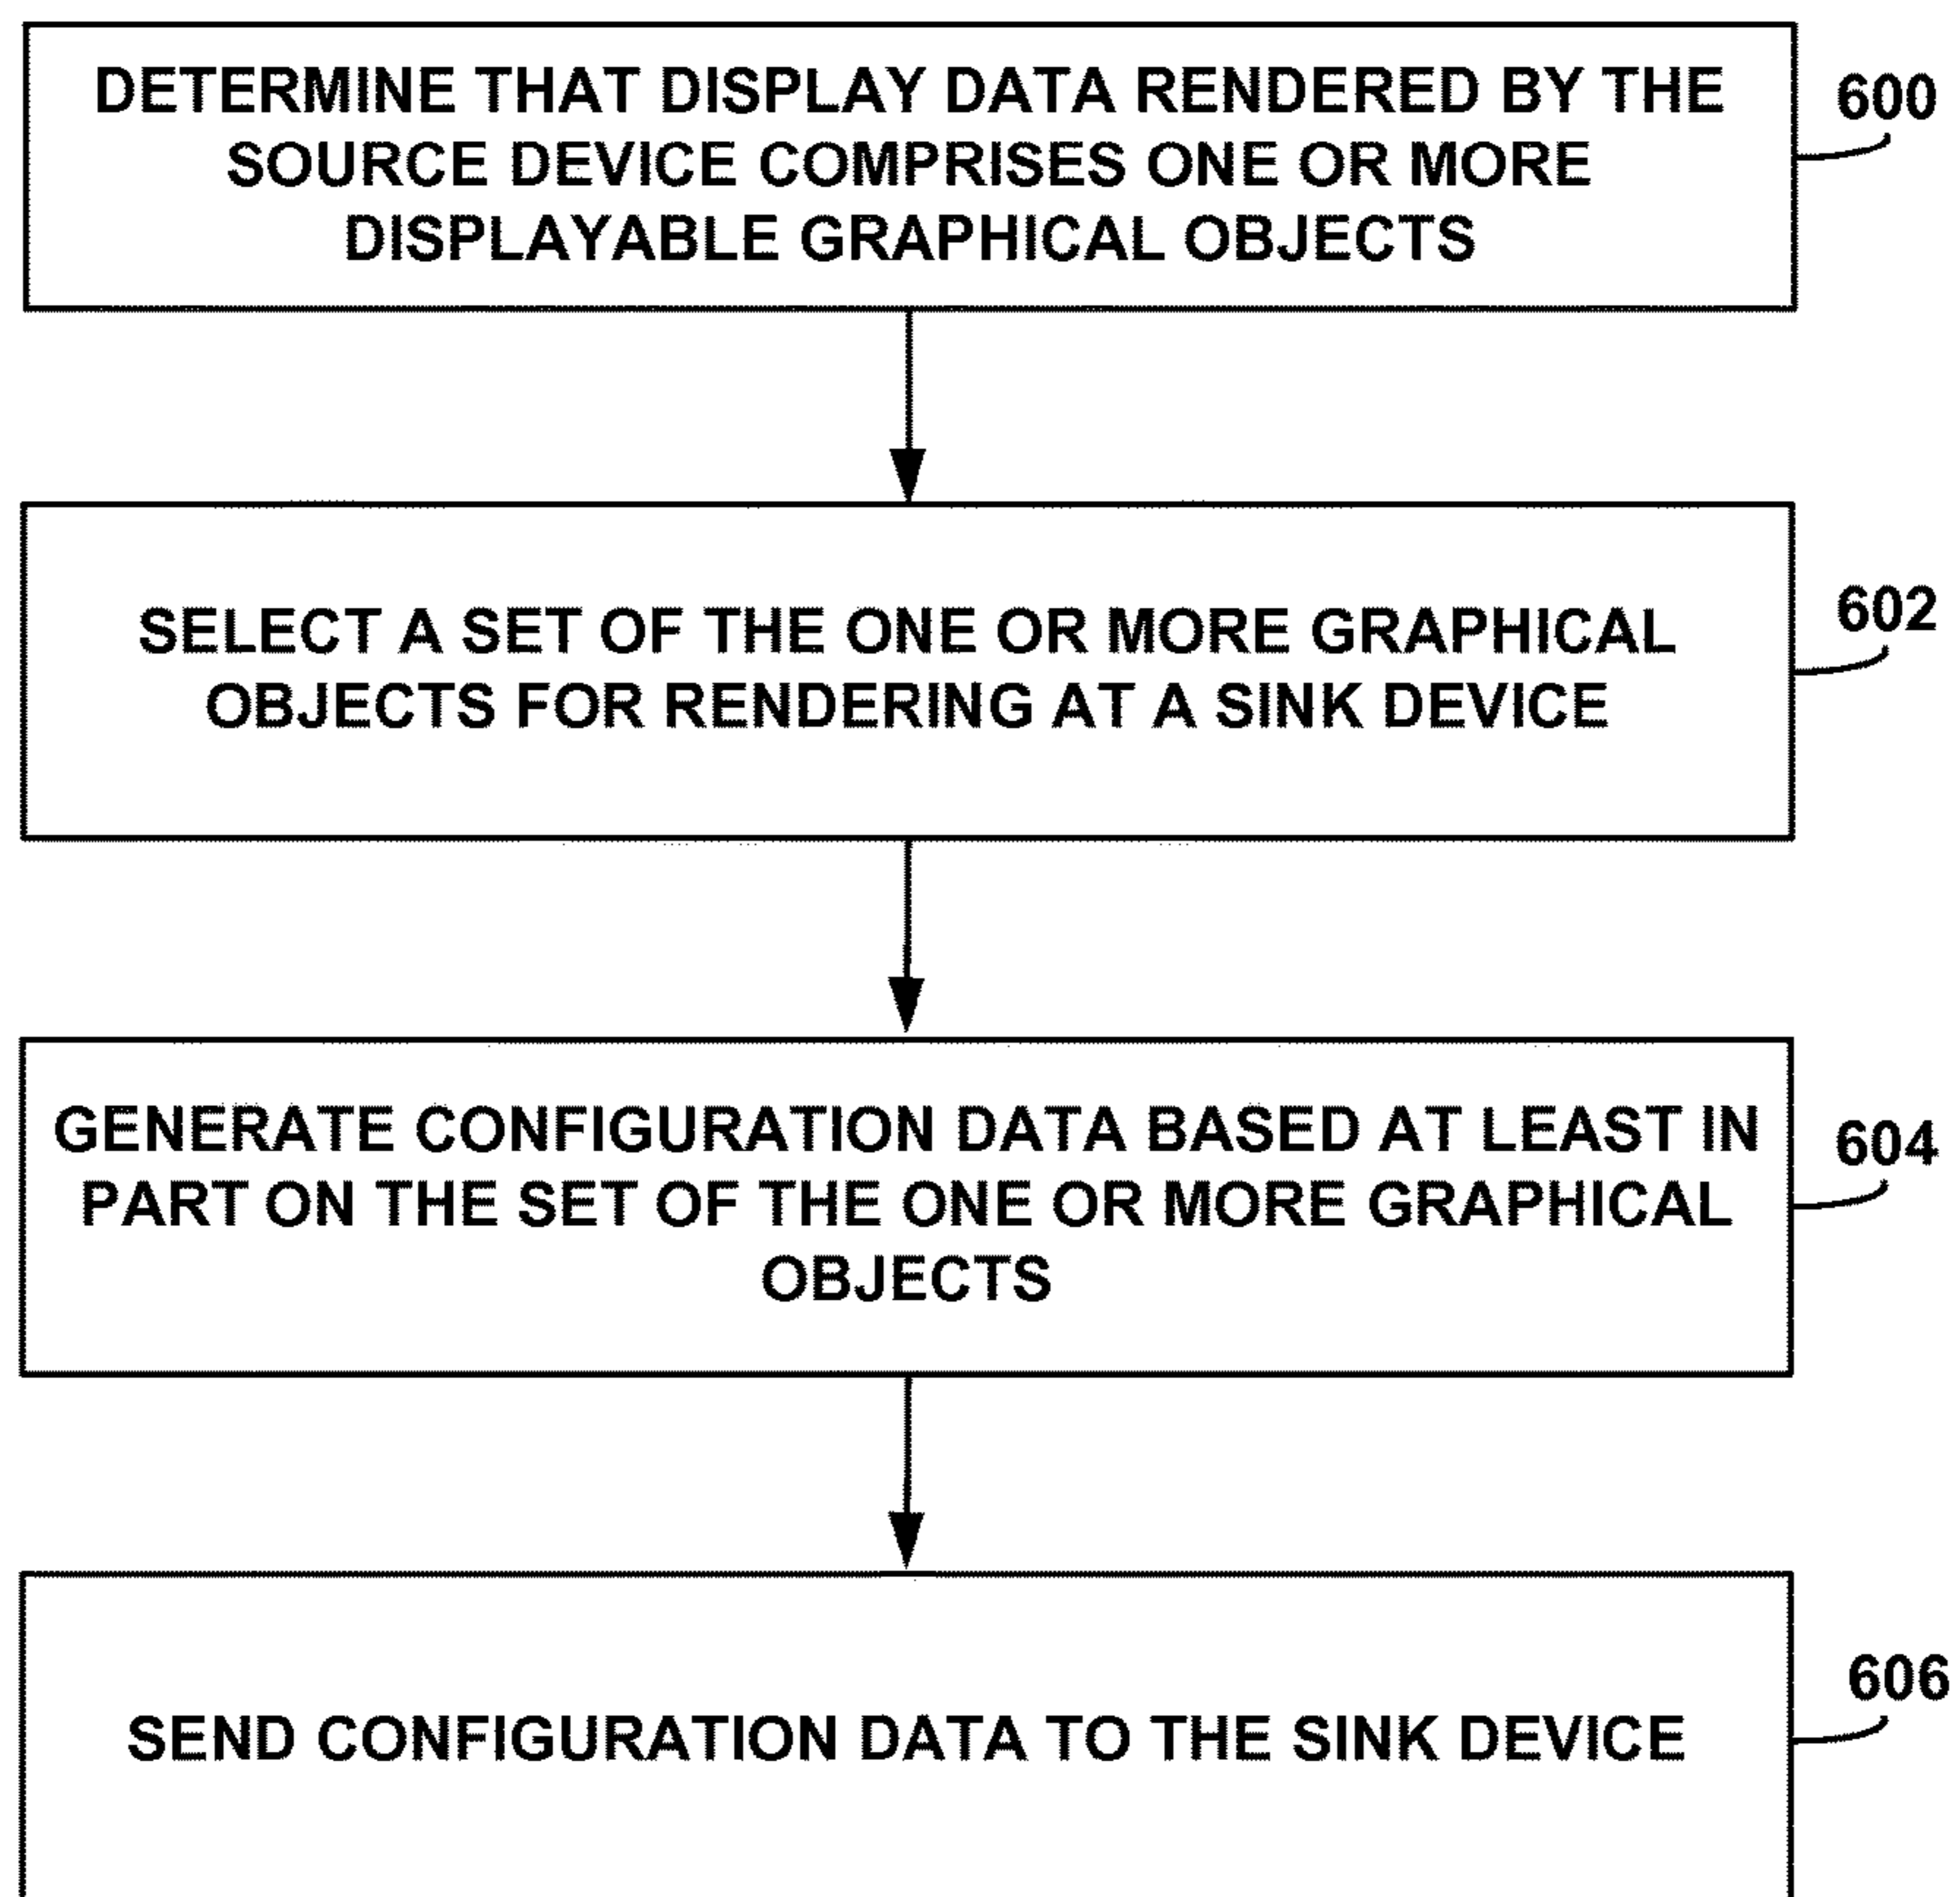 DETERMINE THAT DISPLAY DATA RENDERED BY THE
SOURCE DEVICE COMPRISES ONE OR MORE
DISPLAYABLE GRAPHICAL OBJECTS
600
SELECT A SET OF THE ONE OR MORE GRAPHICAL
OBJECTS FOR RENDERING AT A SINK DEVICE
602
GENERATE CONFIGURATION DATA BASED AT LEAST IN
PART ON THE SET OF THE ONE OR MORE GRAPHICAL
OBJECTS
604
SEND CONFIGURATION DATA TO THE SINK DEVICE
606